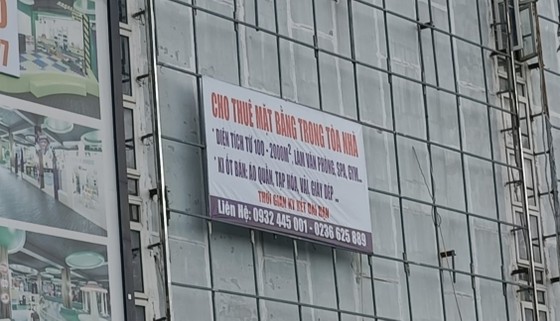 CHO THUÊ MẶT BẰNG TRONG TÒA NHÀ
* DIỆN TÍCH TỪ 100 - 2000M² LÀM VĂN PHÒNG, SPA, GYM...
* KI ỐT BÁN: ÁO QUẦN, TẠP HÓA, VẢI, GIÀY DÉP ...
THỜI GIAN KÝ KẾT DÀI HẠN
Liên Hệ: 0932 445 001 - 0236 625 889